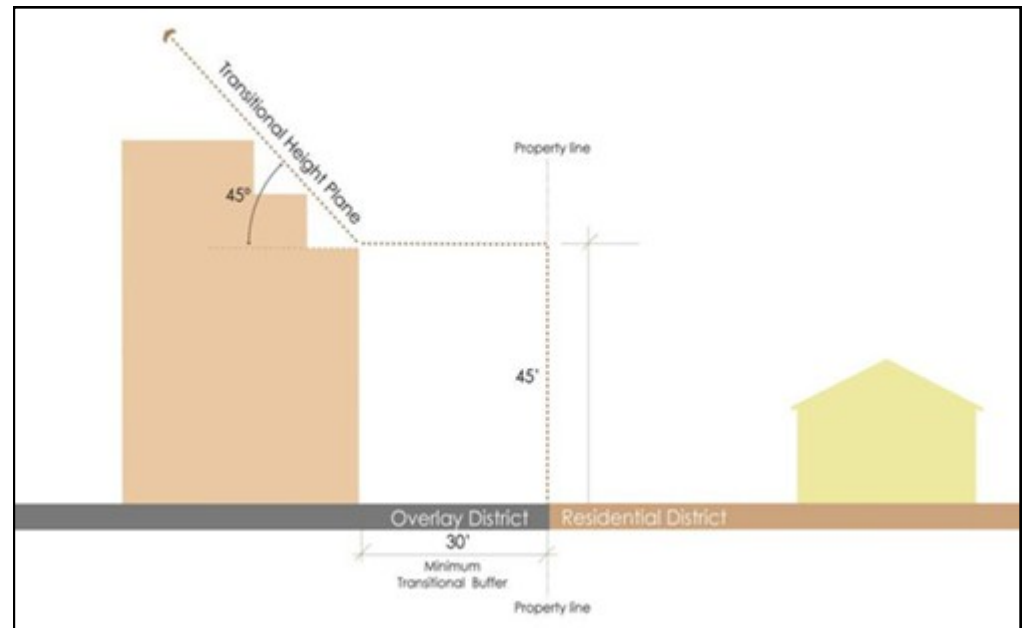 Transitional Height Plane
Property line
45°
45'
Overlay District
Residential District
30'
Minimum
Transitional Buffer
Property line